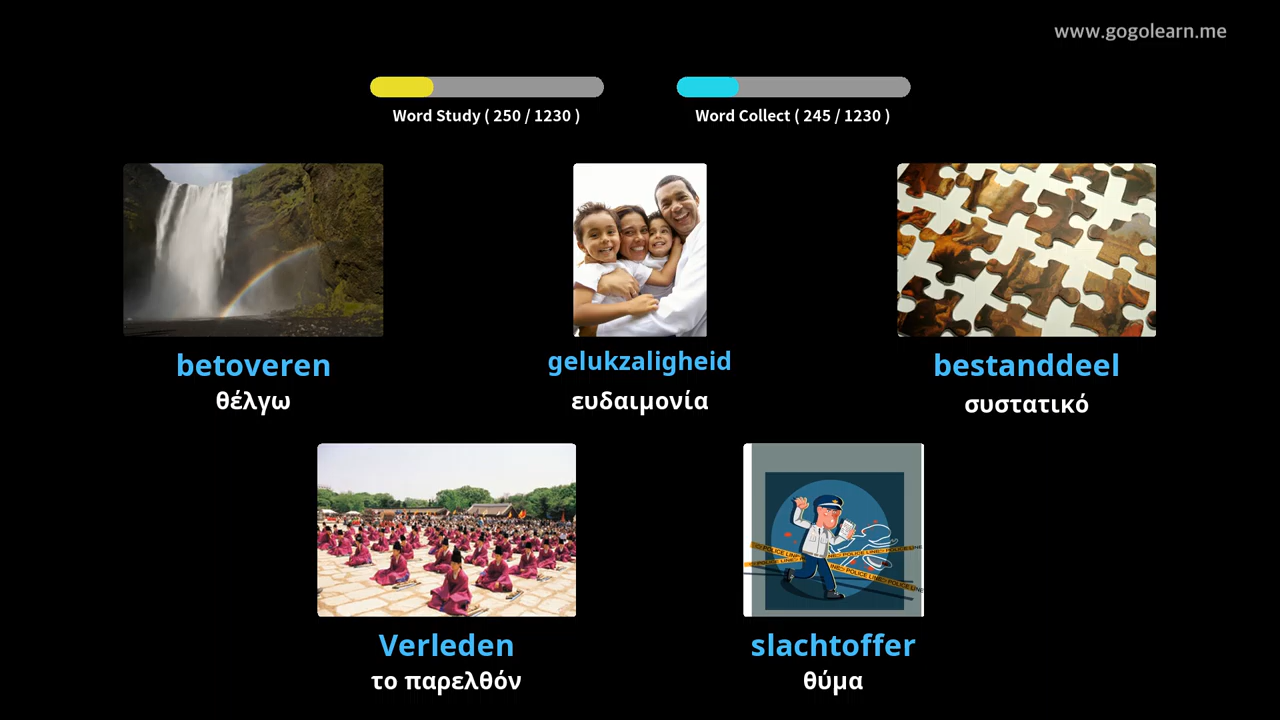 www.gogolearn.me
Word Study ( 250 / 1230 )
Word Collect ( 245 / 1230 )
betoveren
θέλγω
gelukzaligheid
ευδαιμονία
bestanddeel
συστατικό
Verleden
το παρελθόν
slachtoffer
θύμα